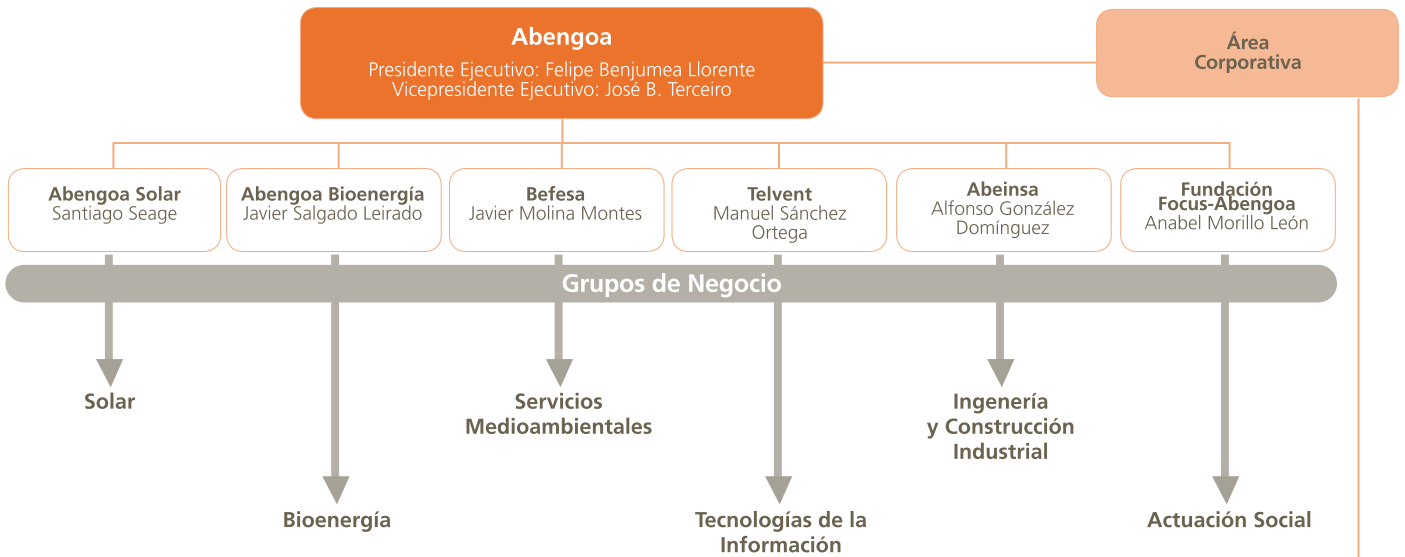 Abengoa
Presidente Ejecutivo: Felipe Benjumea Llorente
Vicepresidente Ejecutivo: José B. Terceiro
Área
Corporativa
Abengoa Solar
Santiago Seage
Abengoa Bioenergía
Javier Salgado Leirado
Befesa
Javier Molina Montes
Telvent
Manuel Sánchez
Ortega
Abeinsa
Alfonso González
Domínguez
Fundación
Focus-Abengoa
Anabel Morillo León
Grupos de Negocio
Solar
Bioenergía
Servicios
Medioambientales
Tecnologías de la
Información
Ingenería
y Construcción
Industrial
Actuación Social